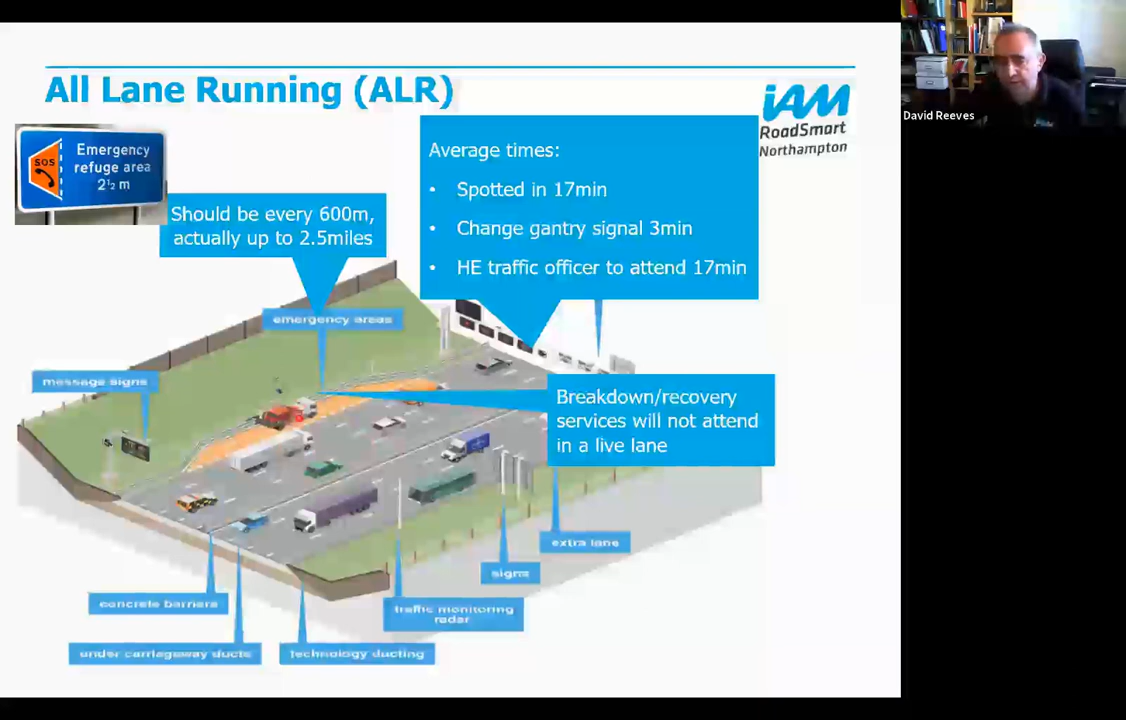 All Lane Running (ALR)
iAM
RoadSmart
Northampton
David Reeves
SOS
Emergency
refuge area
2½ m
Should be every 600m,
actually up to 2.5miles
Average times:
• Spotted in 17min
• Change gantry signal 3min
• HE traffic officer to attend 17min
emergency areas
message signs
Breakdown/recovery
services will not attend
in a live lane
extra lane
signs
concrete barriers
traffic monitoring
radar
under carriageway ducts
technology ducting